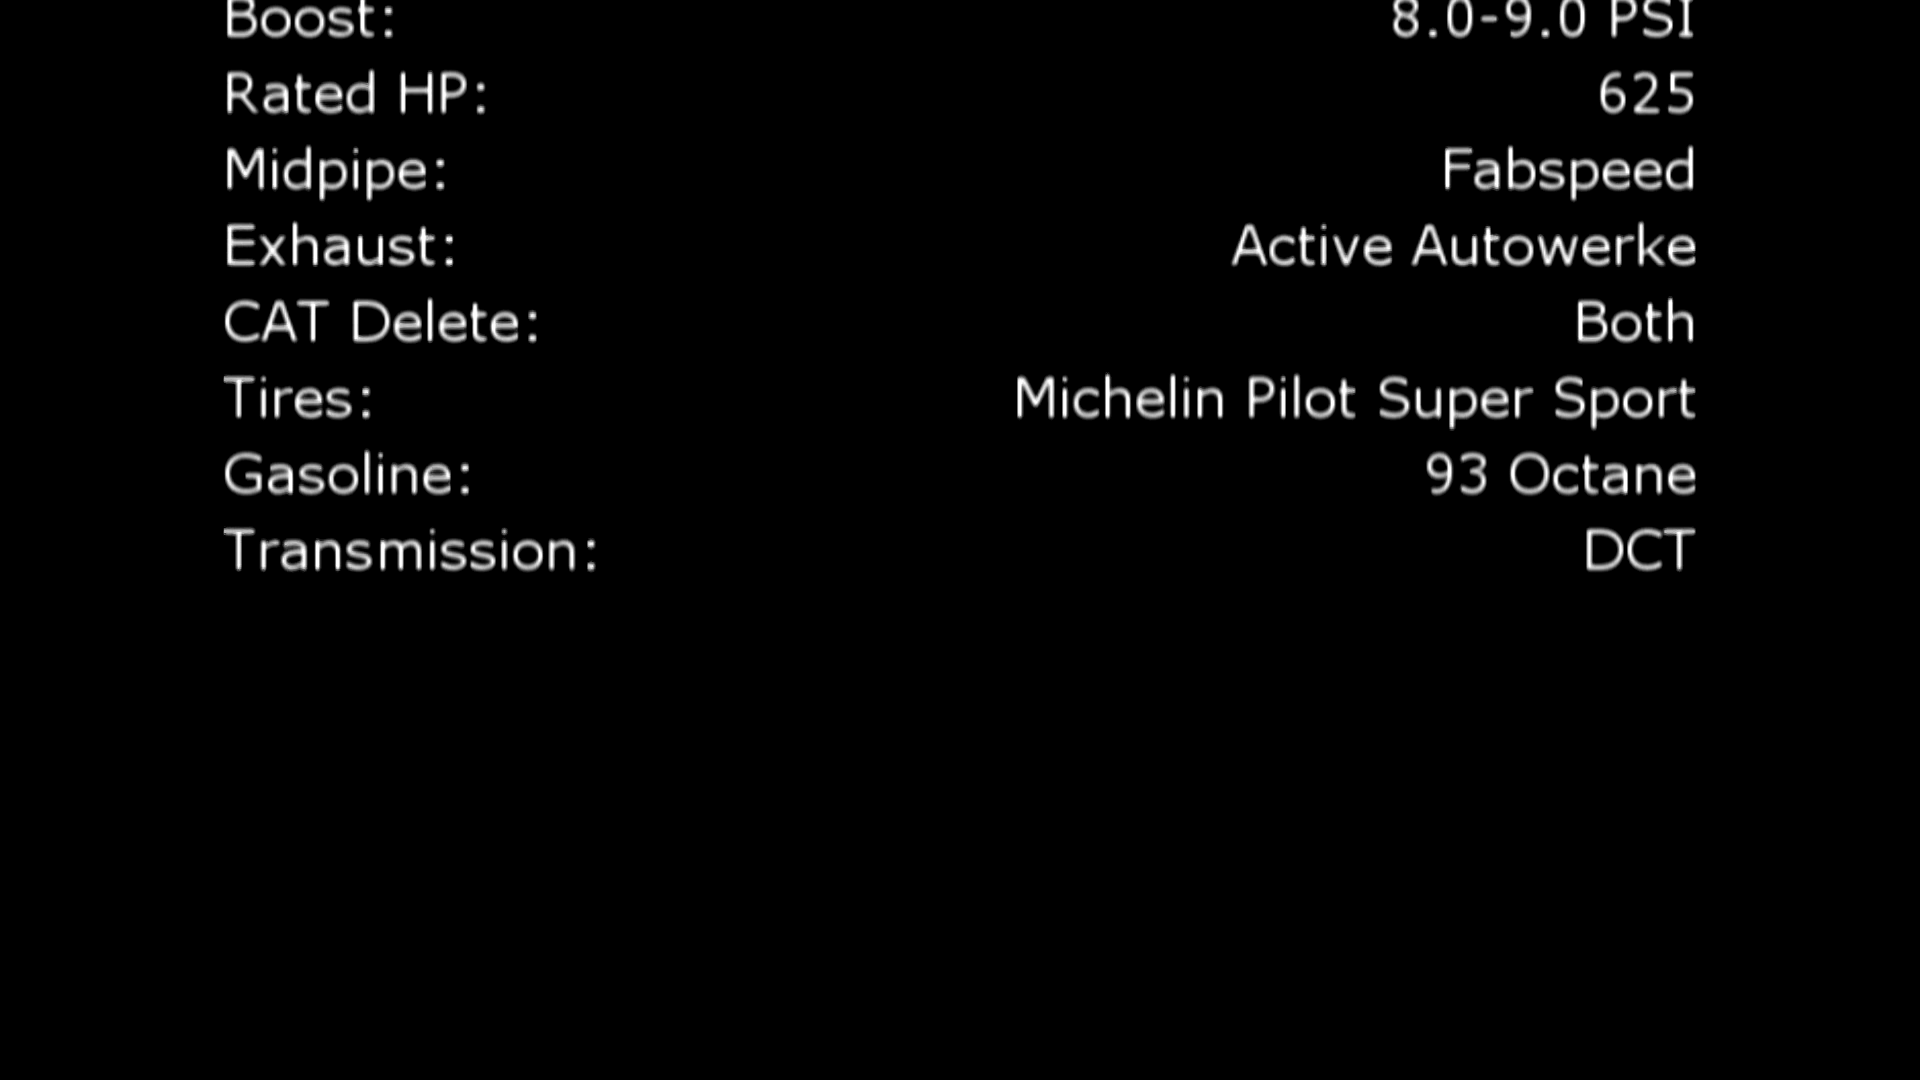 Boost: 8.0-9.0 PSI
Rated HP: 625
Midpipe: Fabspeed
Exhaust: Active Autowerke
CAT Delete: Both
Tires: Michelin Pilot Super Sport
Gasoline: 93 Octane
Transmission: DCT